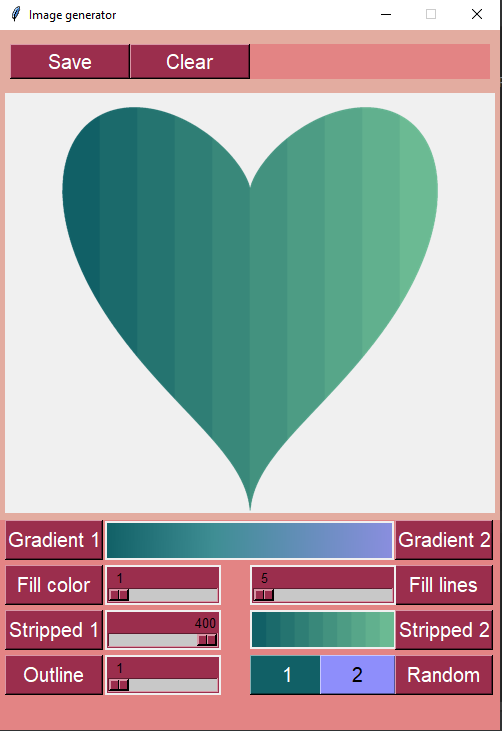 Image generator
Save Clear
Gradient 1 Gradient 2
Fill color 1 5 Fill lines
Stripped 1 400 Stripped 2
Outline 1 1 2 Random